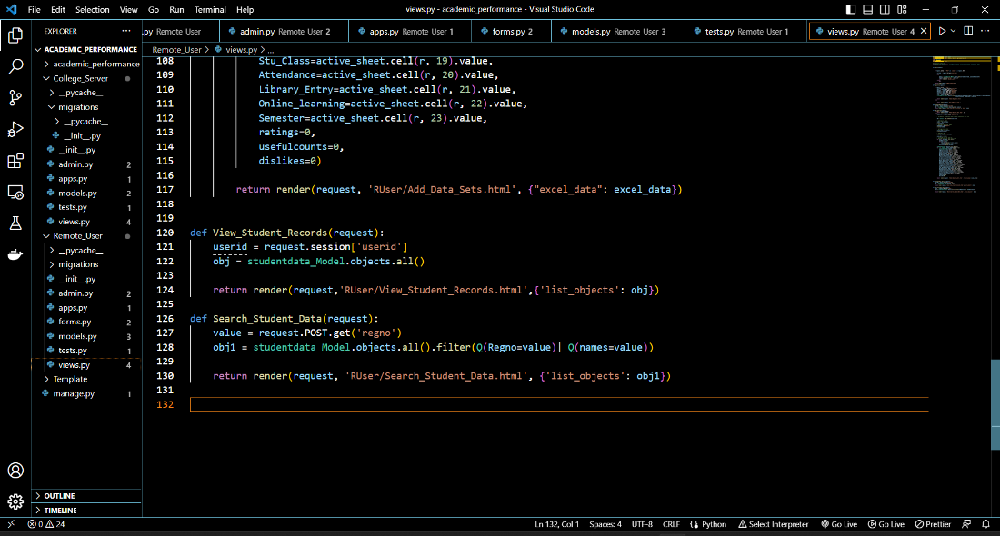 File Edit Selection View Go Run Terminal Help views.py - academic_performance - Visual Studio Code
EXPLORER ···
.py Remote_User admin.py Remote_User 2 apps.py Remote_User 1 forms.py 2 models.py Remote_User 3 tests.py Remote_User 1 views.py Remote_User 4 ···
ACADEMIC_PERFORMANCE
academic_performance
College_Server
__pycache__
migrations
__pycache__
__init__.py
__init__.py
admin.py 2
apps.py 1
models.py 2
tests.py 1
views.py 4
Remote_User
__pycache__
migrations
__init__.py
admin.py 2
apps.py 1
forms.py 2
models.py 3
tests.py 1
views.py 4
Template
manage.py 1
OUTLINE
TIMELINE
Remote_User > views.py > ...
108 Stu_Class=active_sheet.cell(r, 19).value,
109 Attendance=active_sheet.cell(r, 20).value,
110 Library_Entry=active_sheet.cell(r, 21).value,
111 Online_learning=active_sheet.cell(r, 22).value,
112 Semester=active_sheet.cell(r, 23).value,
113 ratings=0,
114 usefulcounts=0,
115 dislikes=0)
116
117 return render(request, 'RUser/Add_Data_Sets.html', {"excel_data": excel_data})
118
119
120 def View_Student_Records(request):
121 userid = request.session['userid']
122 obj = studentdata_Model.objects.all()
123
124 return render(request,'RUser/View_Student_Records.html',{'list_objects': obj})
125
126 def Search_Student_Data(request):
127 value = request.POST.get('regno')
128 obj1 = studentdata_Model.objects.all().filter(Q(Regno=value)| Q(names=value))
129
130 return render(request, 'RUser/Search_Student_Data.html', {'list_objects': obj1})
131
132
0 24 Ln 132, Col 1 Spaces: 4 UTF-8 CRLF Python Select Interpreter Go Live Go Live Prettier